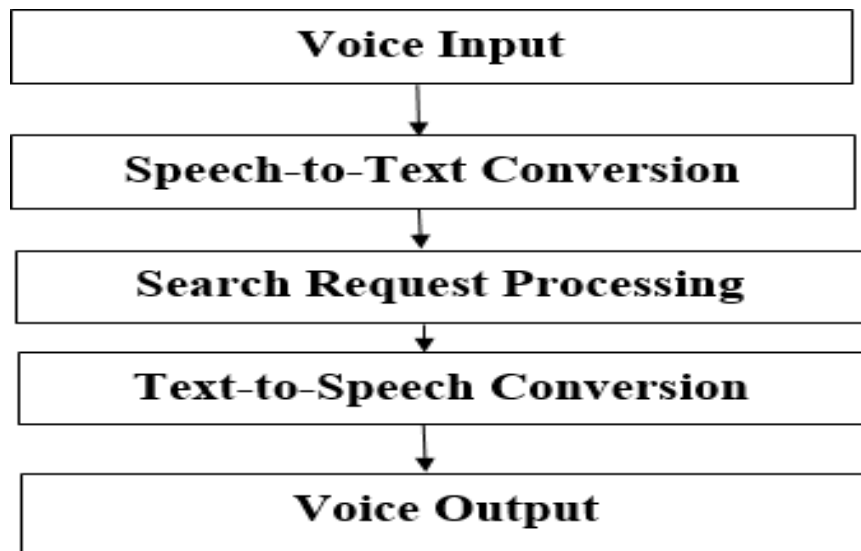 Voice Input
Speech-to-Text Conversion
Search Request Processing
Text-to-Speech Conversion
Voice Output